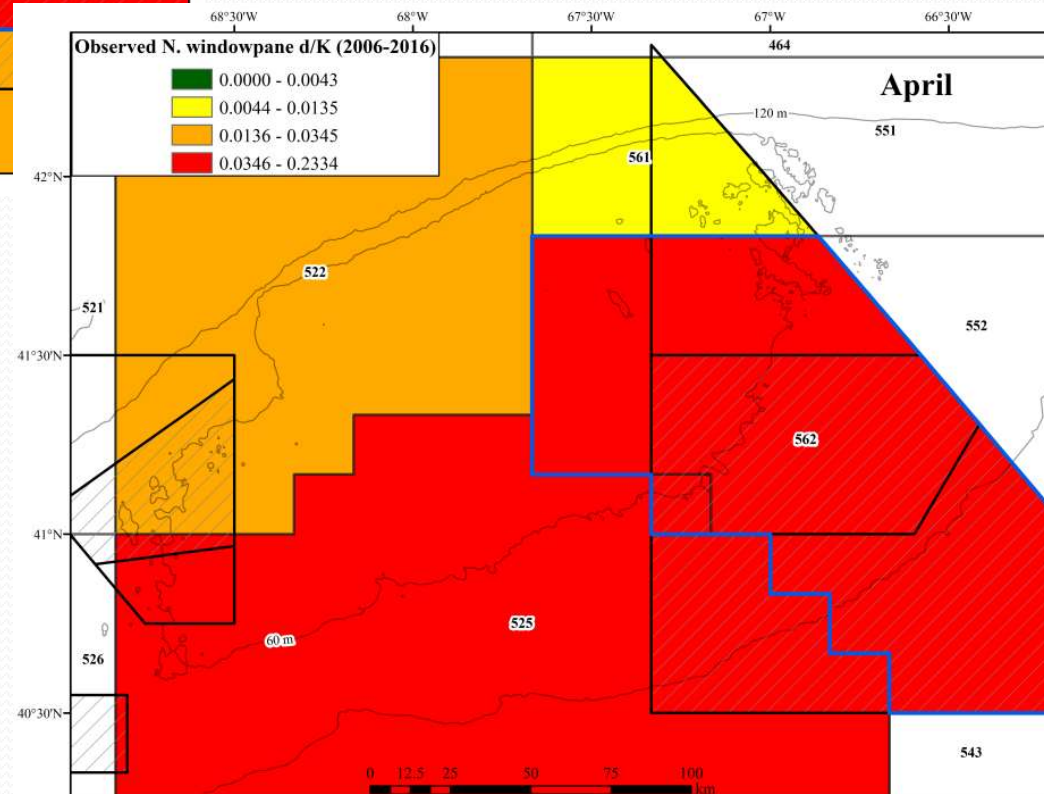 68°30'W 68°W 67°30'W 67°W 66°30'W
Observed N. windowpane d/K (2006-2016)
0.0000 - 0.0043
0.0044 - 0.0135
0.0136 - 0.0345
0.0346 - 0.2334
464
April
120 m
551
561
42°N
522
521
552
41°30'N
562
41°N
525
60 m
526
40°30'N
543
0 12.5 25 50 75 100
km